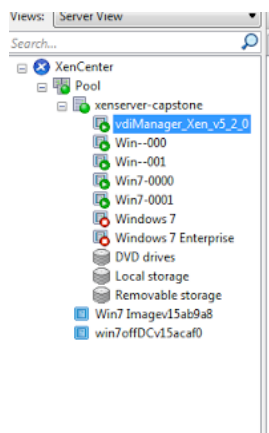 Views: Server View
Search...
XenCenter
Pool
xenserver-capstone
vdiManager_Xen_v5_2_0
Win--000
Win--001
Win7-0000
Win7-0001
Windows 7
Windows 7 Enterprise
DVD drives
Local storage
Removable storage
Win7 Imagev15ab9a8
win7offDCv15acaf0